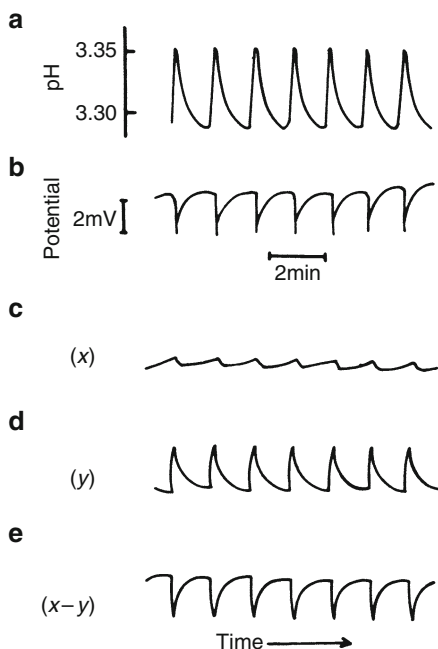 a
3.35
pH
3.30
b
Potential
2mV
2min
c
(x)
d
(y)
e
(x–y)
Time